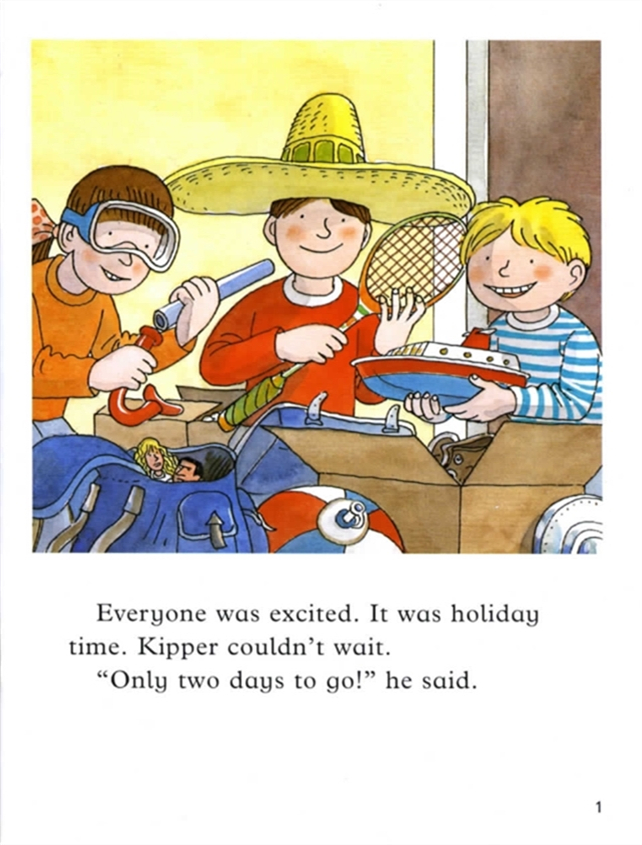 Everyone was excited. It was holiday
time. Kipper couldn't wait.
“Only two days to go!” he said.
1